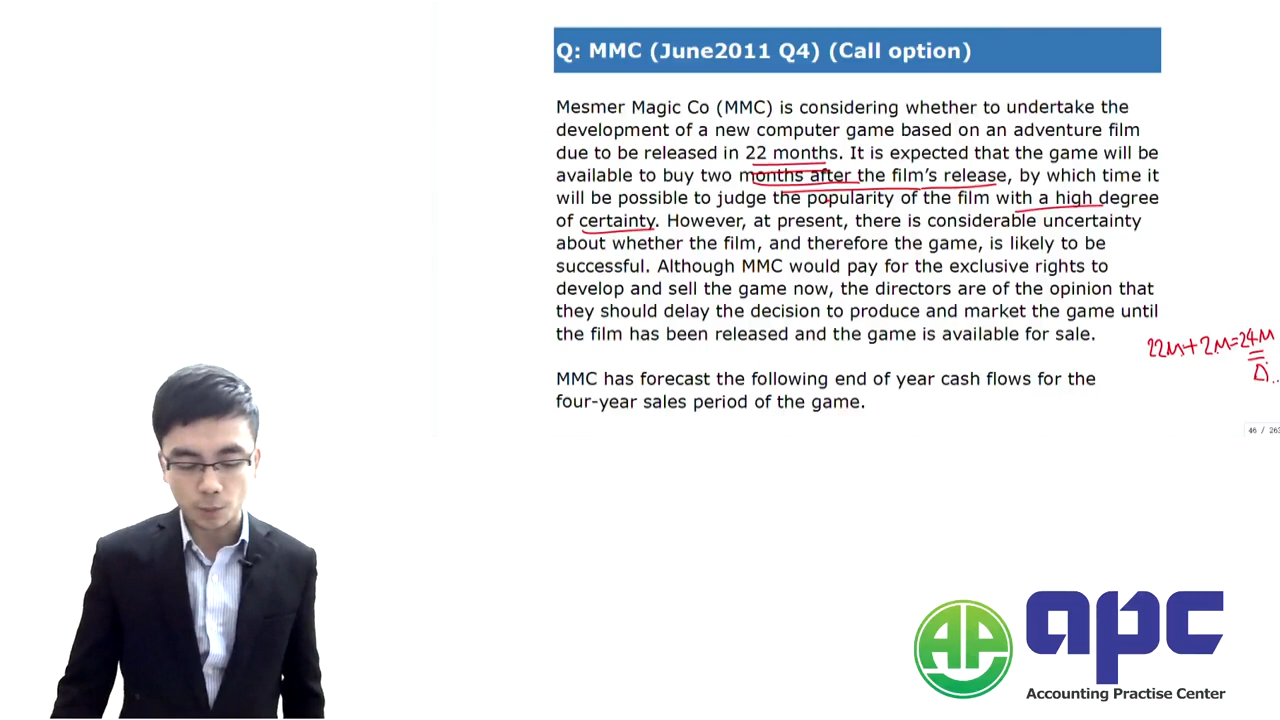 Q: MMC (June2011 Q4) (Call option)
Mesmer Magic Co (MMC) is considering whether to undertake the
development of a new computer game based on an adventure film
due to be released in 22 months. It is expected that the game will be
available to buy two months after the film's release, by which time it
will be possible to judge the popularity of the film with a high degree
of certainty. However, at present, there is considerable uncertainty
about whether the film, and therefore the game, is likely to be
successful. Although MMC would pay for the exclusive rights to
develop and sell the game now, the directors are of the opinion that
they should delay the decision to produce and market the game until
the film has been released and the game is available for sale.
22M+2M=24M
MMC has forecast the following end of year cash flows for the
four-year sales period of the game.
46 / 263
AP
apc
Accounting Practise Center